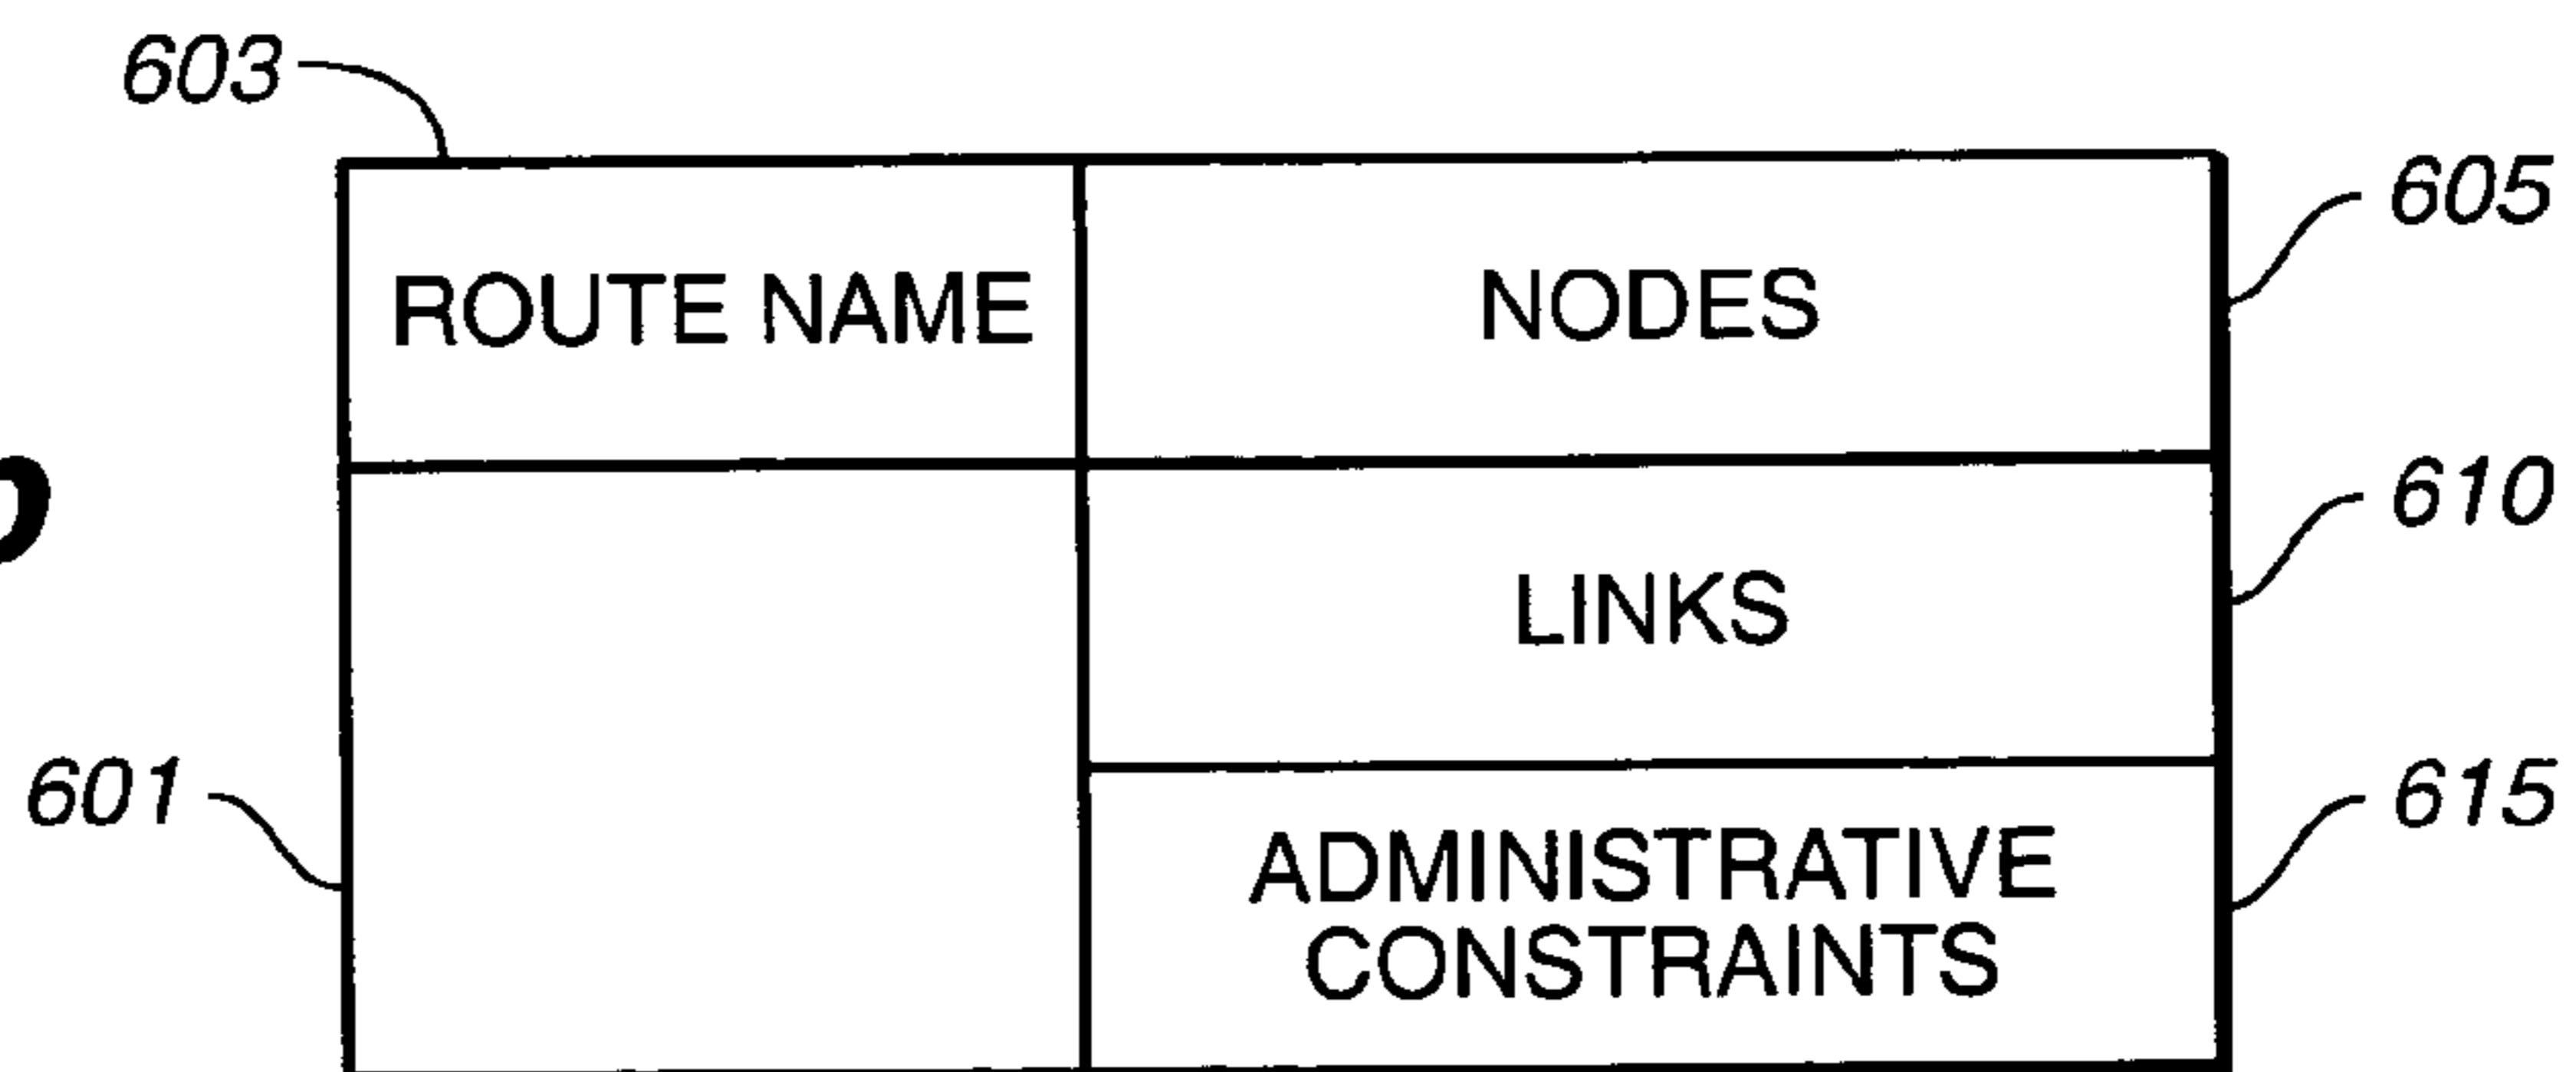 603
605
ROUTE NAME
NODES
610
LINKS
601
615
ADMINISTRATIVE
CONSTRAINTS